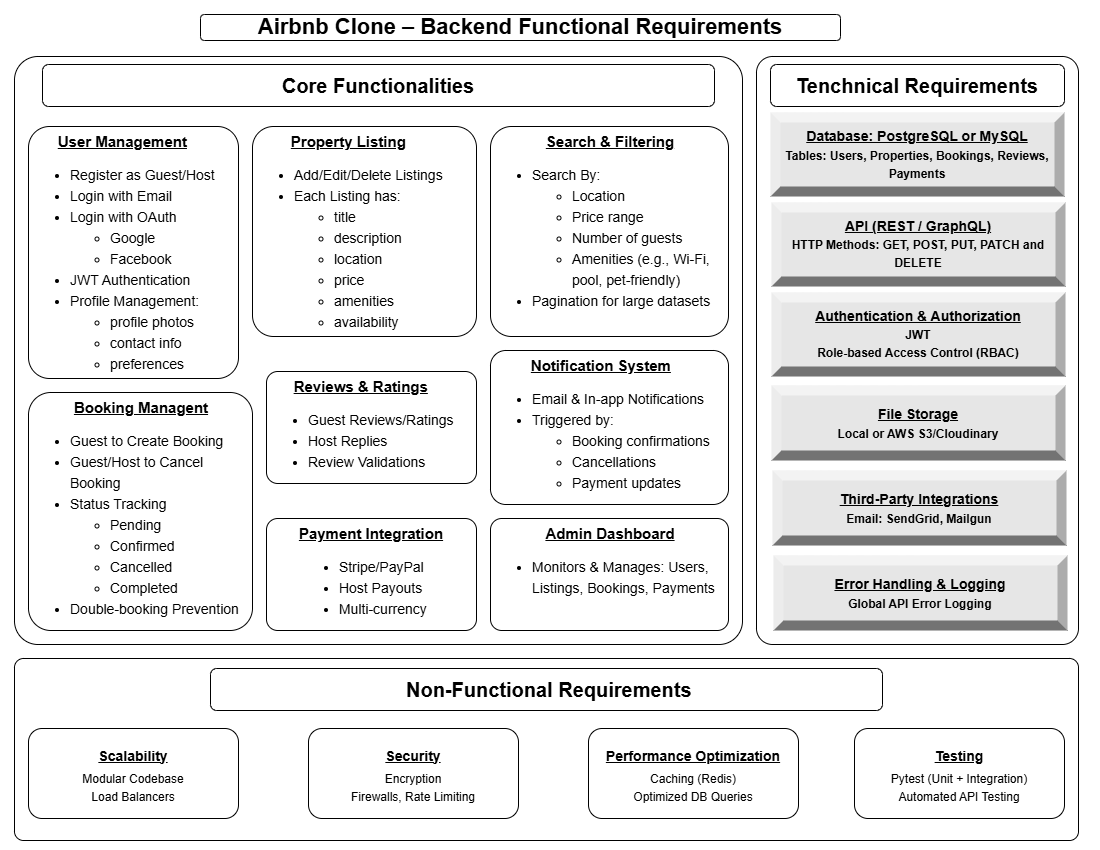 Airbnb Clone – Backend Functional Requirements
Core Functionalities
User Management
Register as Guest/Host
Login with Email
Login with OAuth
Google
Facebook
JWT Authentication
Profile Management:
profile photos
contact info
preferences
Property Listing
Add/Edit/Delete Listings
Each Listing has:
title
description
location
price
amenities
availability
Search & Filtering
Search By:
Location
Price range
Number of guests
Amenities (e.g., Wi-Fi,
pool, pet-friendly)
Pagination for large datasets
Booking Managent
Guest to Create Booking
Guest/Host to Cancel
Booking
Status Tracking
Pending
Confirmed
Cancelled
Completed
Double-booking Prevention
Reviews & Ratings
Guest Reviews/Ratings
Host Replies
Review Validations
Notification System
Email & In-app Notifications
Triggered by:
Booking confirmations
Cancellations
Payment updates
Payment Integration
Stripe/PayPal
Host Payouts
Multi-currency
Admin Dashboard
Monitors & Manages: Users,
Listings, Bookings, Payments
Tenchnical Requirements
Database: PostgreSQL or MySQL
Tables: Users, Properties, Bookings, Reviews,
Payments
API (REST / GraphQL)
HTTP Methods: GET, POST, PUT, PATCH and
DELETE
Authentication & Authorization
JWT
Role-based Access Control (RBAC)
File Storage
Local or AWS S3/Cloudinary
Third-Party Integrations
Email: SendGrid, Mailgun
Error Handling & Logging
Global API Error Logging
Non-Functional Requirements
Scalability
Modular Codebase
Load Balancers
Security
Encryption
Firewalls, Rate Limiting
Performance Optimization
Caching (Redis)
Optimized DB Queries
Testing
Pytest (Unit + Integration)
Automated API Testing